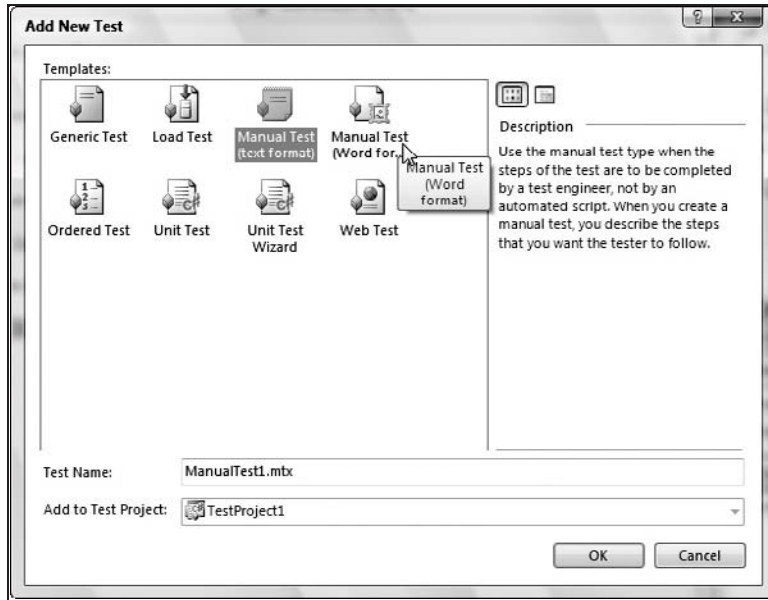 Add New Test
Templates:
Generic Test
Load Test
Manual Test
(text format)
Manual Test
(Word for...
Manual Test
(Word
format)
Ordered Test
Unit Test
Unit Test
Wizard
Web Test
Description
Use the manual test type when the
steps of the test are to be completed
by a test engineer, not by an
automated script. When you create a
manual test, you describe the steps
that you want the tester to follow.
Test Name:
ManualTest1.mtx
Add to Test Project:
TestProject1
OK
Cancel